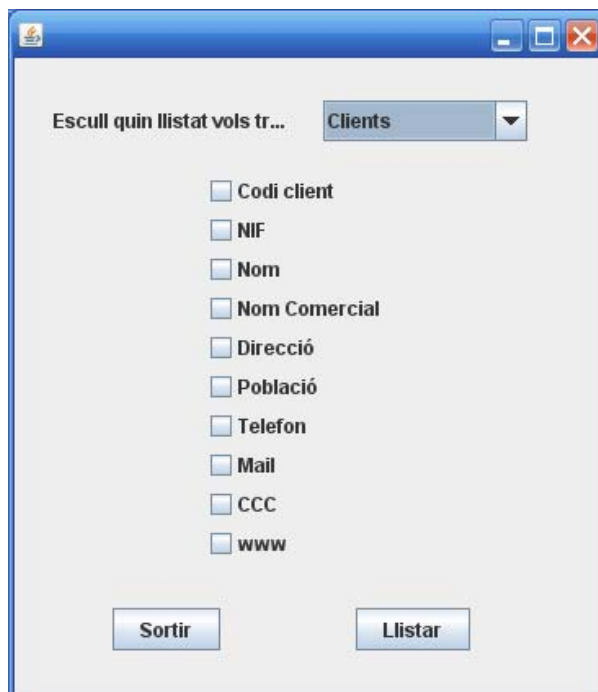 Escull quin llistat vols tr... Clients
Codi client
NIF
Nom
Nom Comercial
Direcció
Població
Telefon
Mail
CCC
www
Sortir Llistar